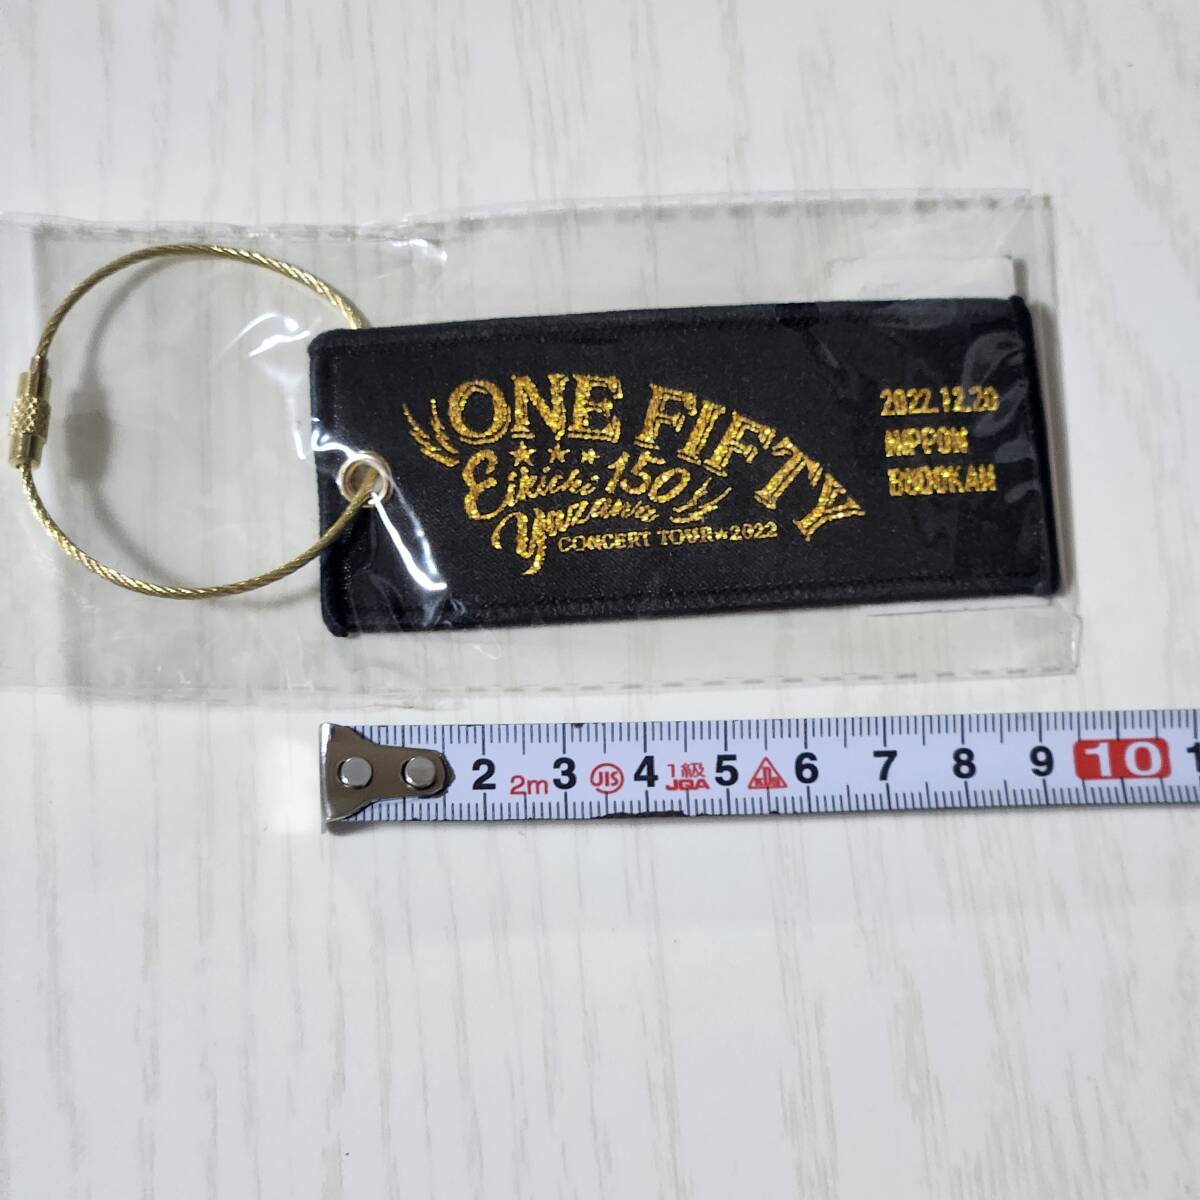 ONE FIFTY
Eikichi 150
Yazawa
CONCERT TOUR★2022
2022.12.20
NIPPON
BUDOKAN
2 2m 3 JIS 4 1級 5 6 7 8 9 10 1
JQA